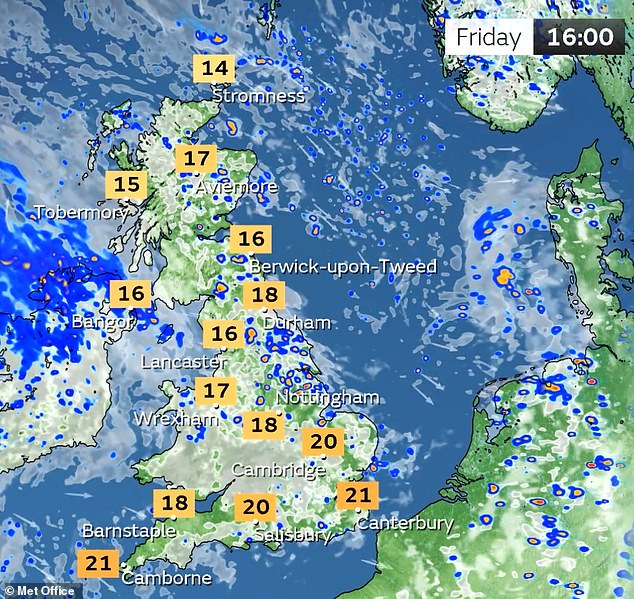 Friday 16:00
14
Stromness
17
Aviemore
15
Tobermory
16
Berwick-upon-Tweed
16
Bangor
18
Durham
16
Lancaster
17
Wrexham
Nottingham
18
20
Cambridge
18
Barnstaple
20
Salisbury
21
Canterbury
21
Camborne
© Met Office